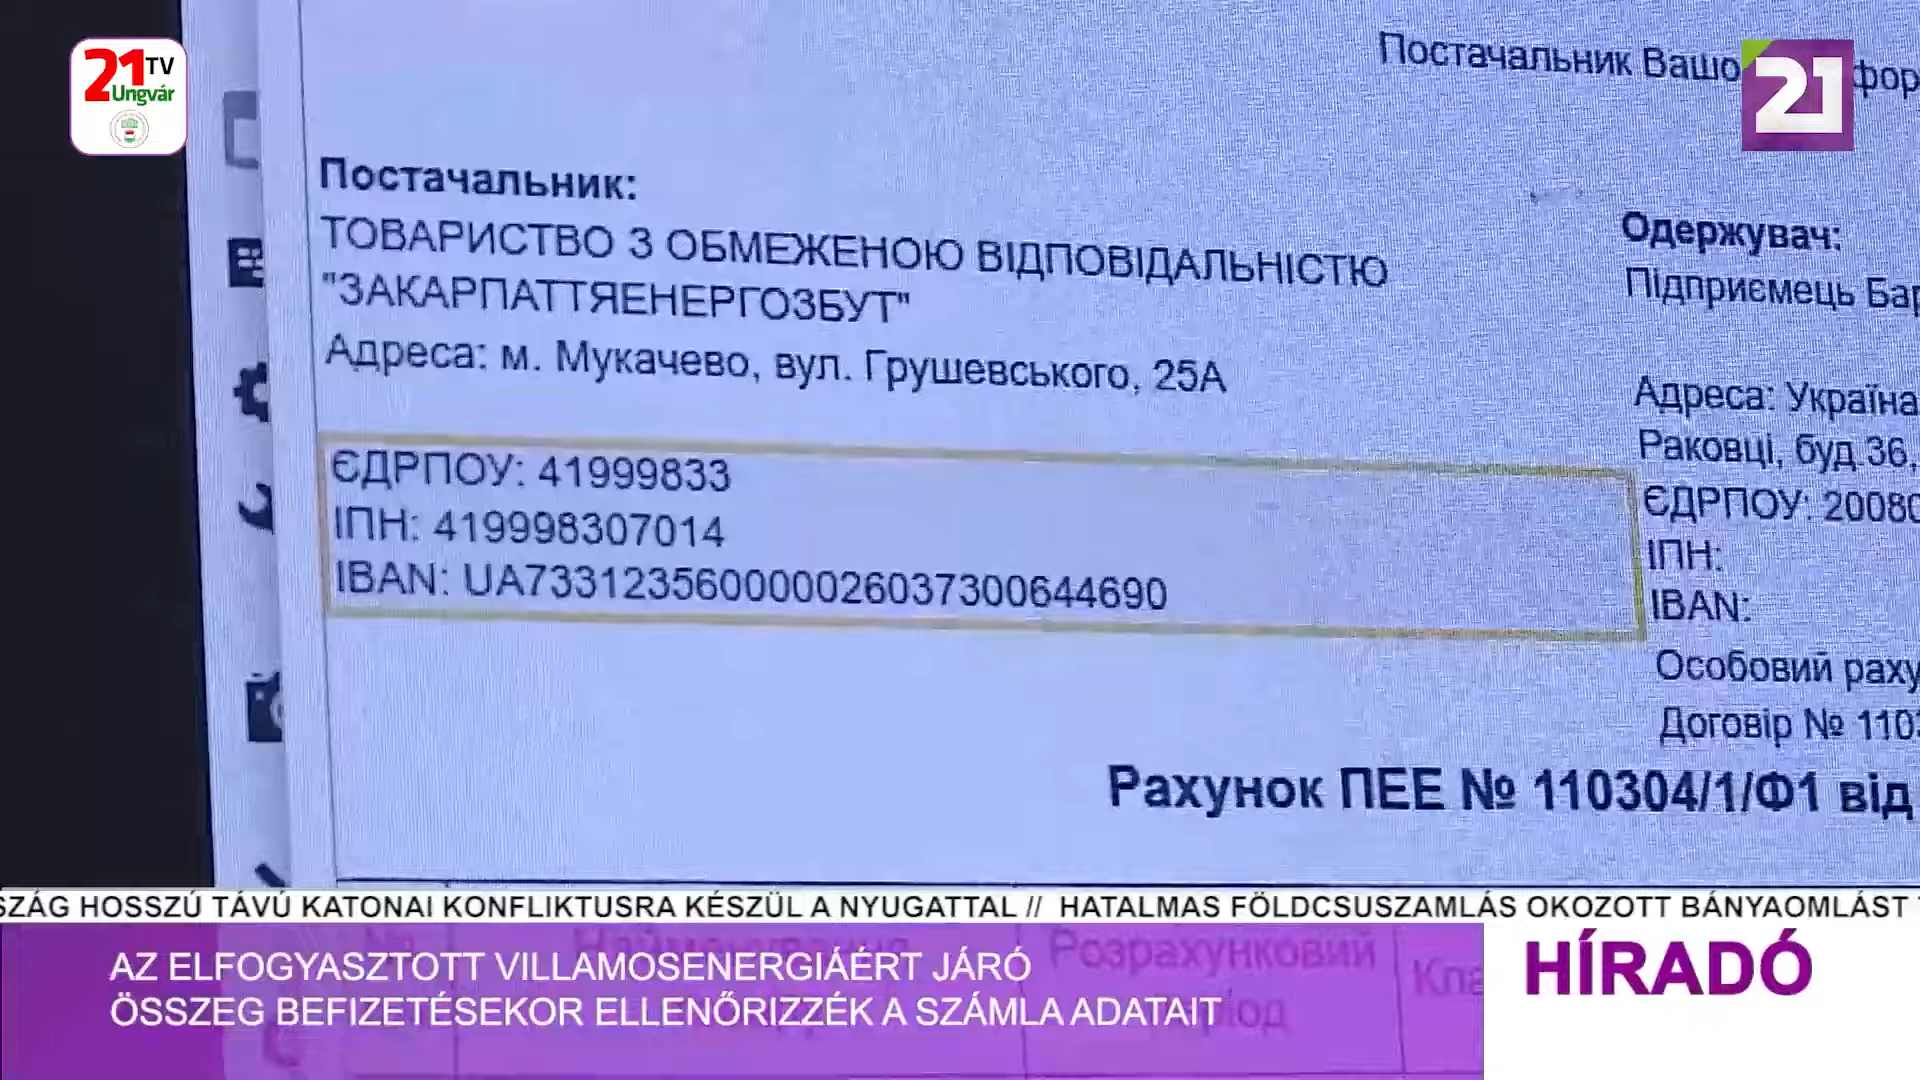 21 TV
Ungvár
21
Постачальник Вашо фор
Постачальник:
ТОВАРИСТВО З ОБМЕЖЕНОЮ ВІДПОВІДАЛЬНІСТЮ
"ЗАКАРПАТТЯЕНЕРГОЗБУТ"
Адреса: м. Мукачево, вул. Грушевського, 25А
ЄДРПОУ: 41999833
ІПН: 419998307014
IBAN: UA733123560000026037300644690
Одержувач:
Підприємець Бар
Адреса: Україна
Раковці, буд.36,
ЄДРПОУ: 20080
ІПН:
IBAN:
Особовий раху
Договір № 110
Рахунок ПЕЕ № 110304/1/Ф1 від
SZÁG HOSSZÚ TÁVÚ KATONAI KONFLIKTUSRA KÉSZÜL A NYUGATTAL // HATALMAS FÖLDCSUSZAMLÁS OKOZOTT BÁNYAOMLÁST
Найменування Розрахунковий Кла
AZ ELFOGYASZTOTT VILLAMOSENERGIÁÉRT JÁRÓ
ÖSSZEG BEFIZETÉSEKOR ELLENŐRIZZÉK A SZÁMLA ADATAIT
HÍRADÓ